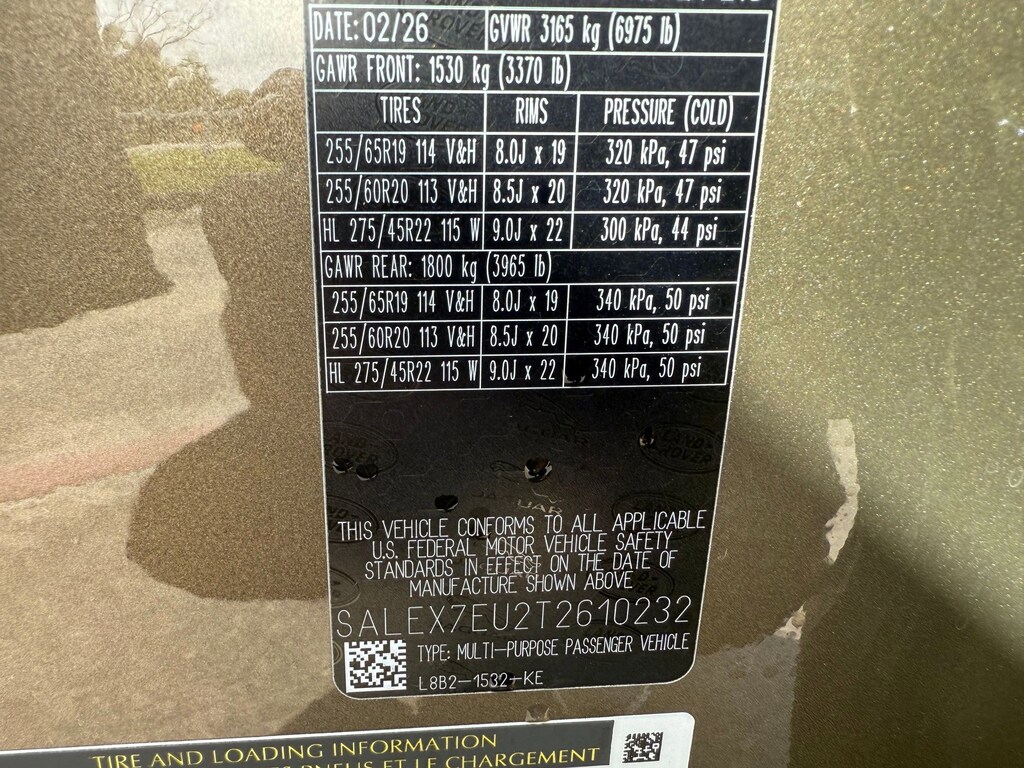 DATE: 02/26 GVWR 3165 kg (6975 lb)
GAWR FRONT: 1530 kg (3370 lb)
TIRES RIMS PRESSURE (COLD)
255/65R19 114 V&H 8.0J x 19 320 kPa, 47 psi
255/60R20 113 V&H 8.5J x 20 320 kPa, 47 psi
HL 275/45R22 115 W 9.0J x 22 300 kPa, 44 psi
GAWR REAR: 1800 kg (3965 lb)
255/65R19 114 V&H 8.0J x 19 340 kPa, 50 psi
255/60R20 113 V&H 8.5J x 20 340 kPa, 50 psi
HL 275/45R22 115 W 9.0J x 22 340 kPa, 50 psi
LAND-
ROVER
THIS VEHICLE CONFORMS TO ALL APPLICABLE
U.S. FEDERAL MOTOR VEHICLE SAFETY
STANDARDS IN EFFECT ON THE DATE OF
MANUFACTURE SHOWN ABOVE
SALEX7EU2T2610232
TYPE: MULTI-PURPOSE PASSENGER VEHICLE
L8B2-1532-KE
TIRE AND LOADING INFORMATION
PNEUS ET LE CHARGEMENT